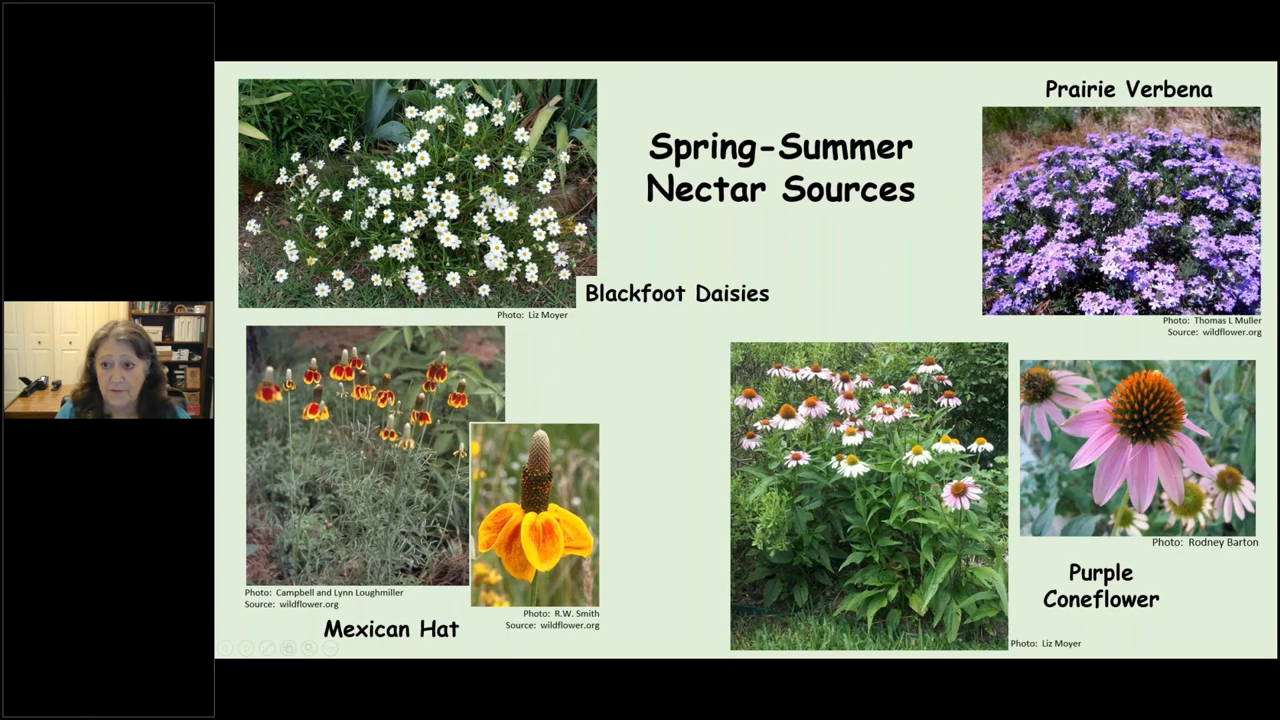 Prairie Verbena
Spring-Summer
Nectar Sources
Blackfoot Daisies
Photo:  Liz Moyer
Photo:  Thomas L Muller
Source:  wildflower.org
Photo:  Rodney Barton
Purple
Coneflower
Photo:  Campbell and Lynn Loughmiller
Source:  wildflower.org
Photo:  R.W. Smith
Source:  wildflower.org
Mexican Hat
Photo:  Liz Moyer